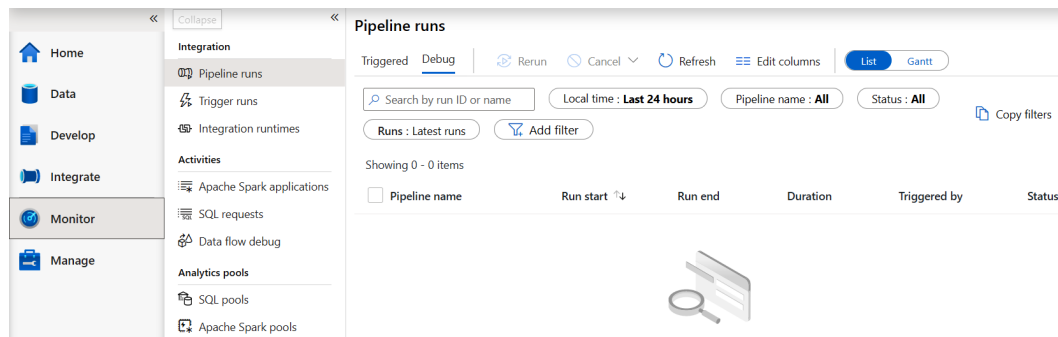 Home
Data
Develop
Integrate
Monitor
Manage
Collapse
Integration
Pipeline runs
Trigger runs
Integration runtimes
Activities
Apache Spark applications
SQL requests
Data flow debug
Analytics pools
SQL pools
Apache Spark pools
Pipeline runs
Triggered Debug Rerun Cancel Refresh Edit columns List Gantt
Search by run ID or name Local time : Last 24 hours Pipeline name : All Status : All
Copy filters
Runs : Latest runs Add filter
Showing 0 - 0 items
Pipeline name Run start Run end Duration Triggered by Status